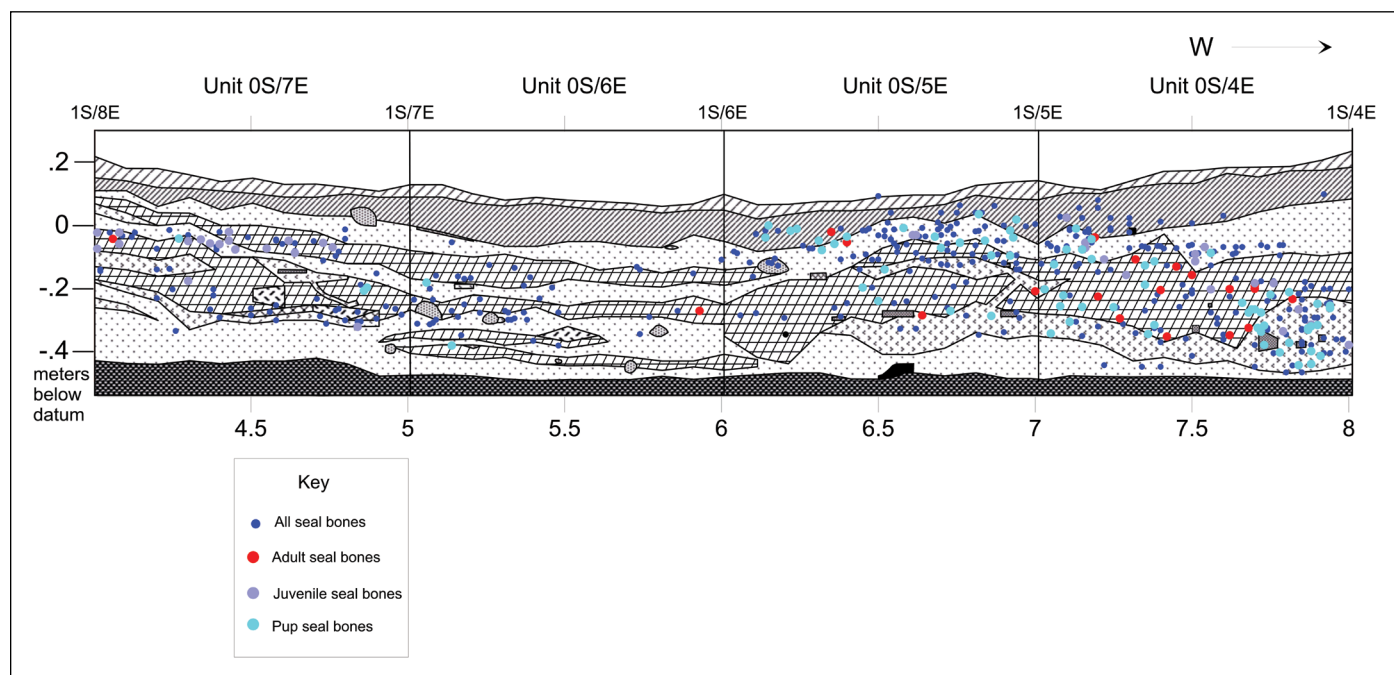 W
Unit 0S/7E Unit 0S/6E Unit 0S/5E Unit 0S/4E
1S/8E 1S/7E 1S/6E 1S/5E 1S/4E
.2
0
-.2
-.4
meters
below
datum
4.5 5 5.5 6 6.5 7 7.5 8
Key
All seal bones
Adult seal bones
Juvenile seal bones
Pup seal bones